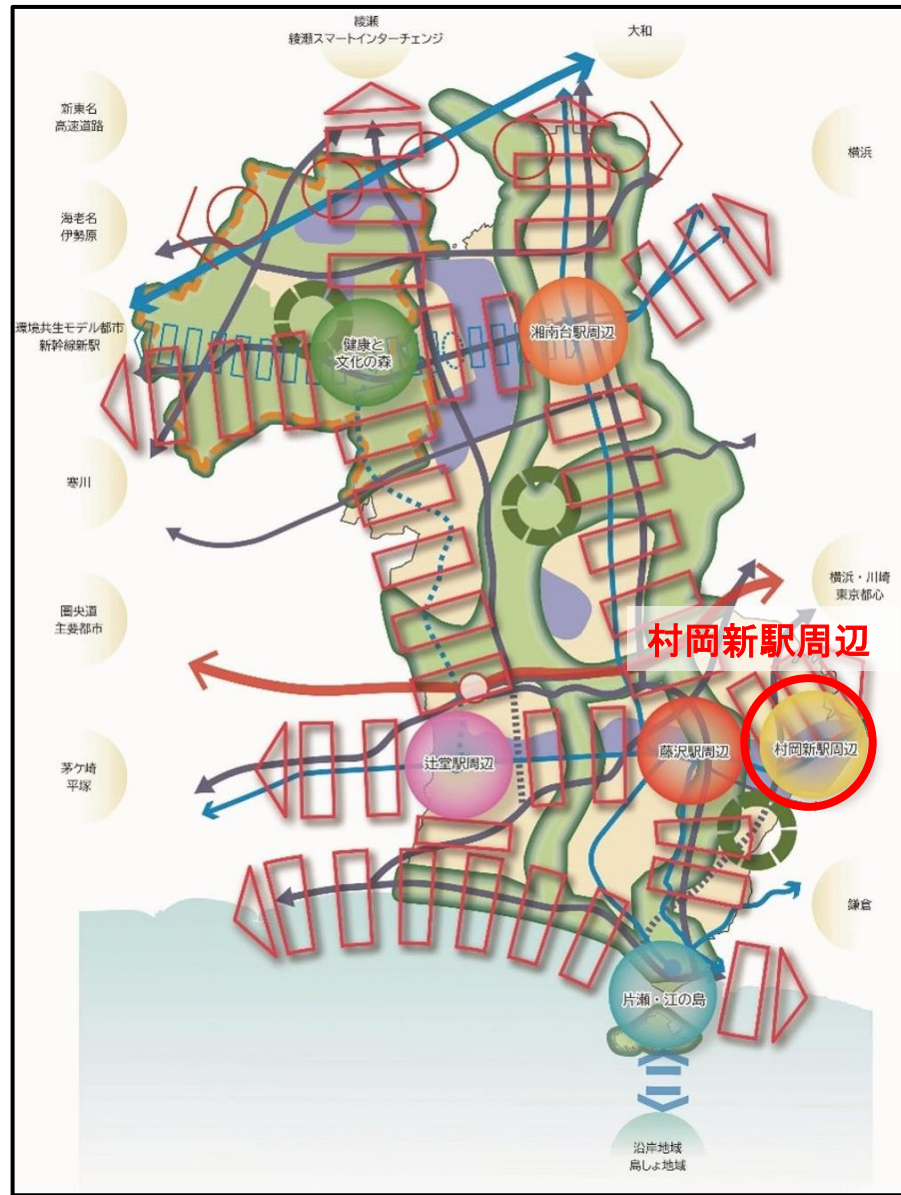 綾瀬
綾瀬スマートインターチェンジ
大和
新東名
高速道路
横浜
海老名
伊勢原
環境共生モデル都市
新幹線新駅
健康と
文化の森
湘南台駅周辺
寒川
圏央道
主要都市
横浜・川崎
東京都心
村岡新駅周辺
茅ケ崎
平塚
辻堂駅周辺
藤沢駅周辺
村岡新駅周辺
鎌倉
片瀬・江の島
沿岸地域
島しょ地域